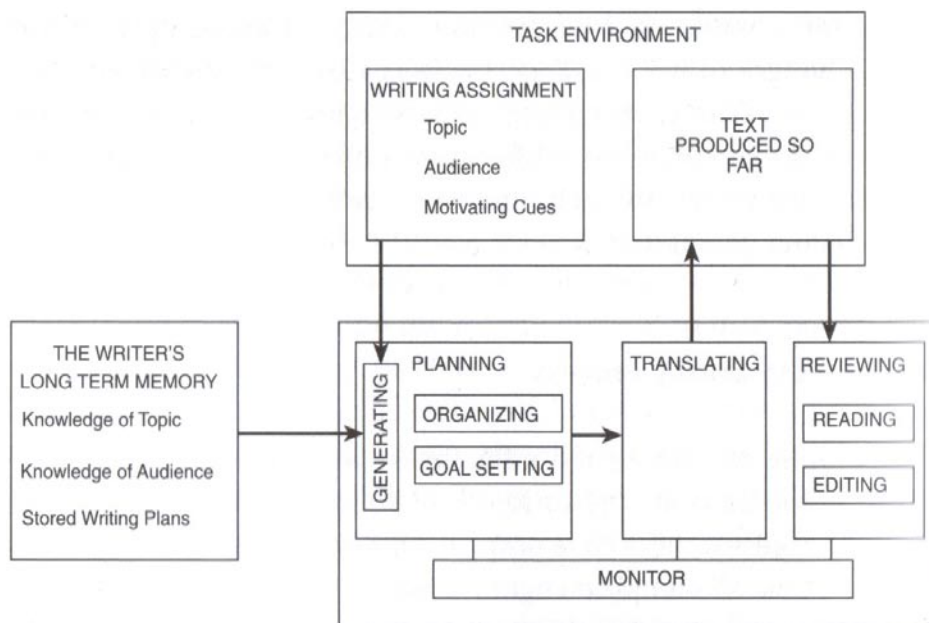 TASK ENVIRONMENT
WRITING ASSIGNMENT
Topic
Audience
Motivating Cues
TEXT
PRODUCED SO
FAR
THE WRITER'S
LONG TERM MEMORY
Knowledge of Topic
Knowledge of Audience
Stored Writing Plans
PLANNING
GENERATING
ORGANIZING
GOAL SETTING
TRANSLATING
REVIEWING
READING
EDITING
MONITOR